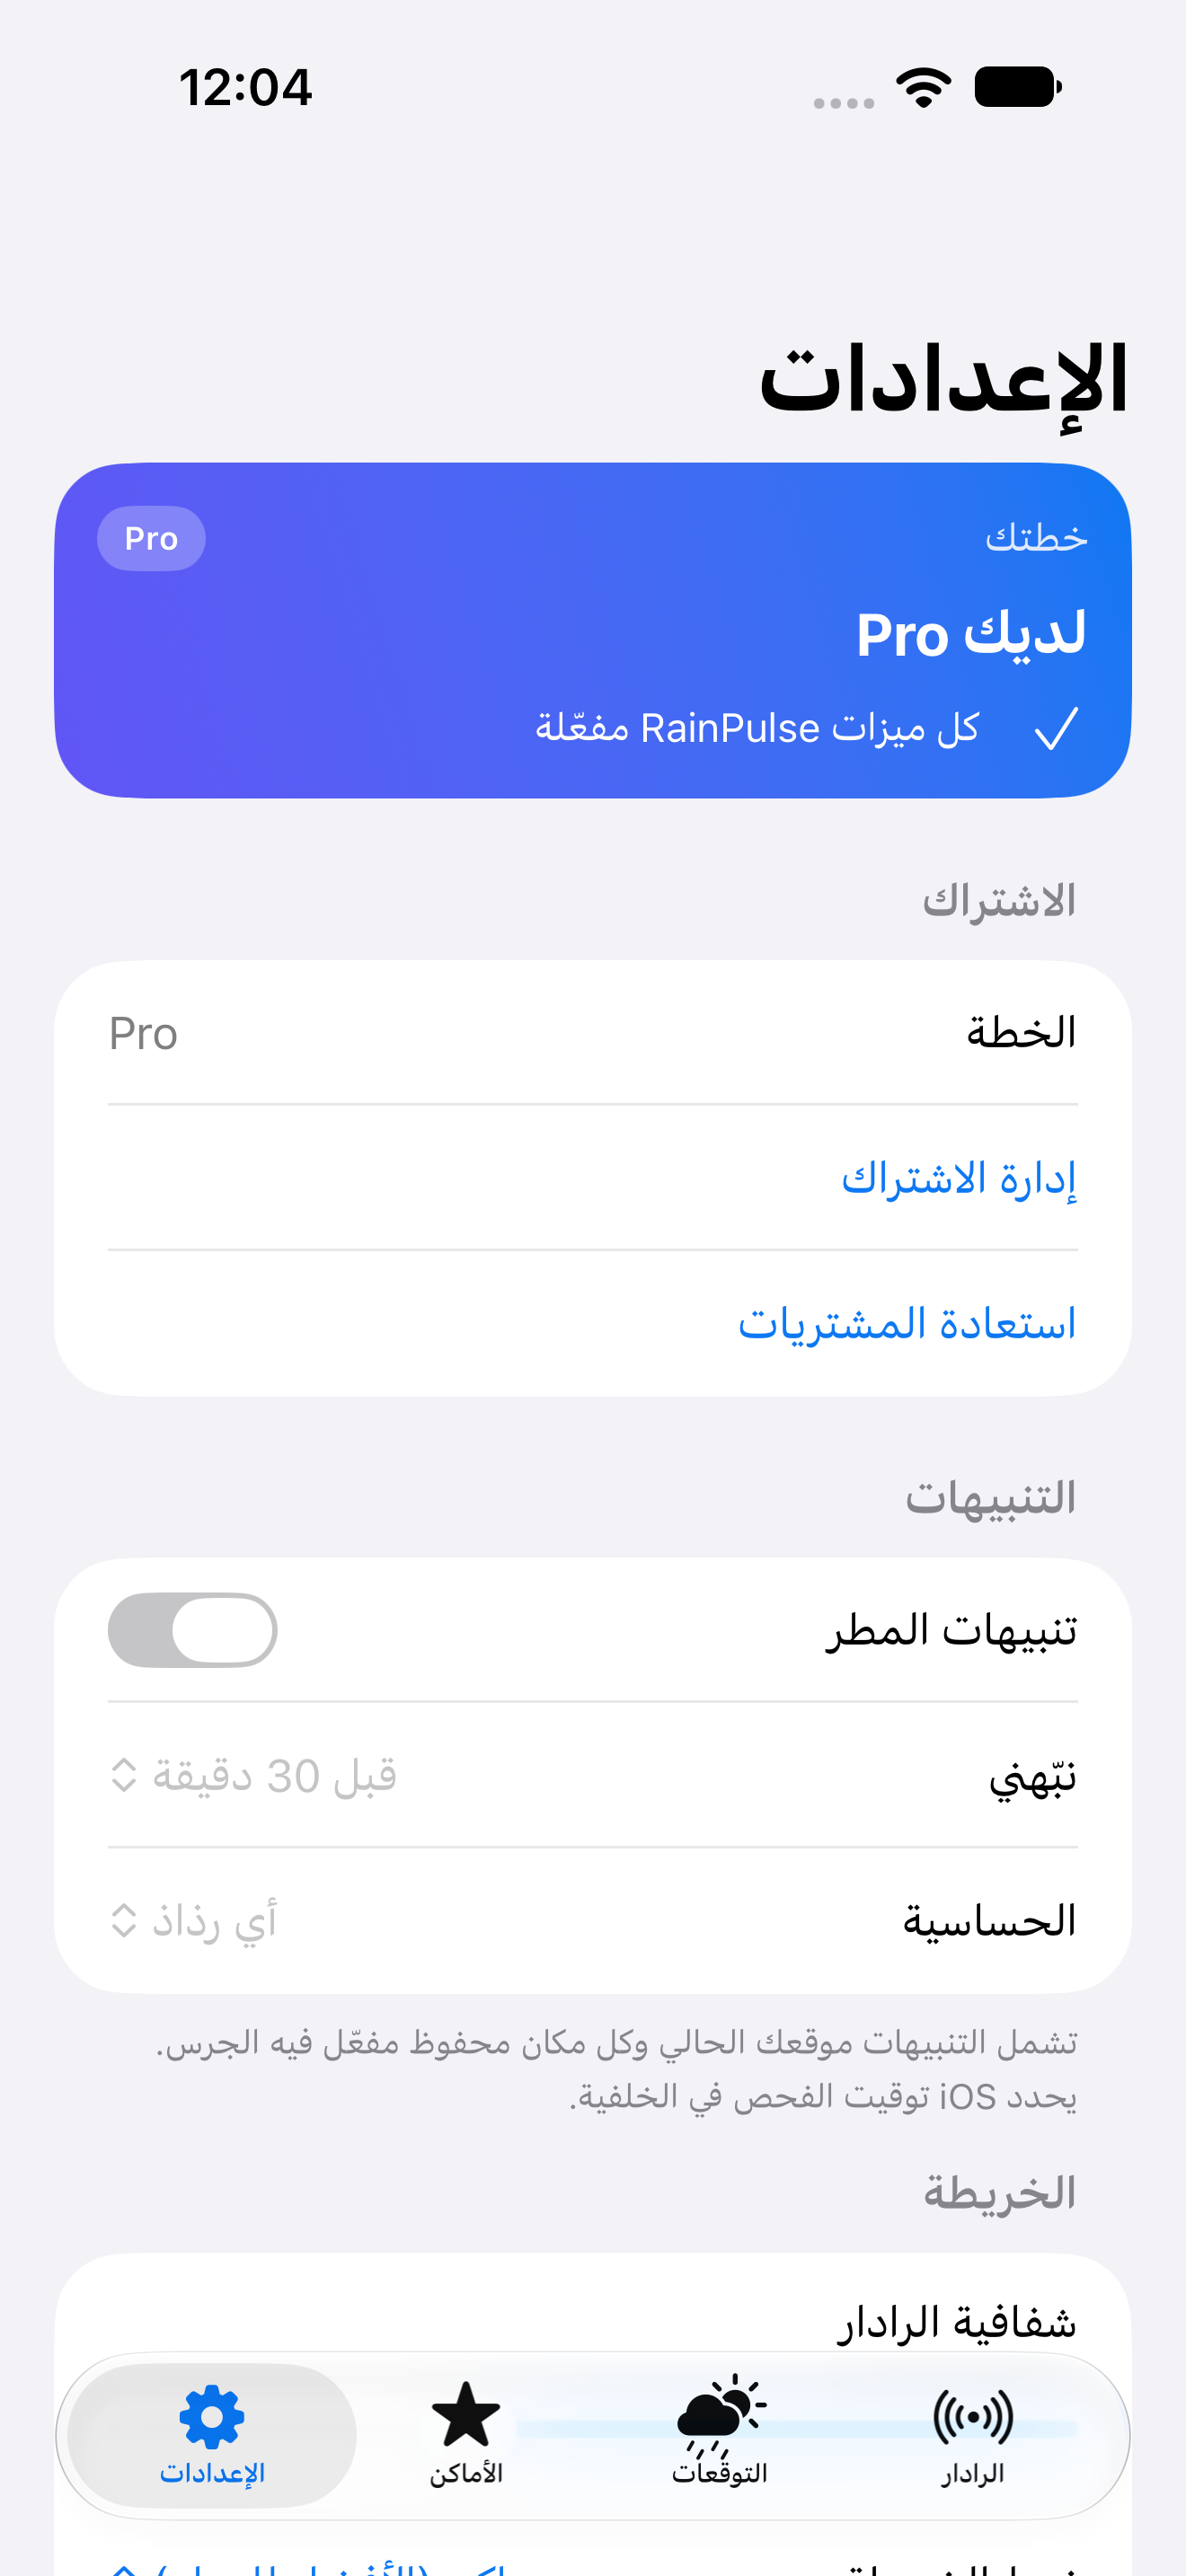 12:04
الإعدادات
خطتك
Pro
لديك Pro
كل ميزات RainPulse مفعّلة
الاشتراك
الخطة
Pro
إدارة الاشتراك
استعادة المشتريات
التنبيهات
تنبيهات المطر
نبّهني
قبل 30 دقيقة
الحساسية
أي رذاذ
تشمل التنبيهات موقعك الحالي وكل مكان محفوظ مفعّل فيه الجرس.
يحدد iOS توقيت الفحص في الخلفية.
الخريطة
شفافية الرادار
الرادار
التوقعات
الأماكن
الإعدادات